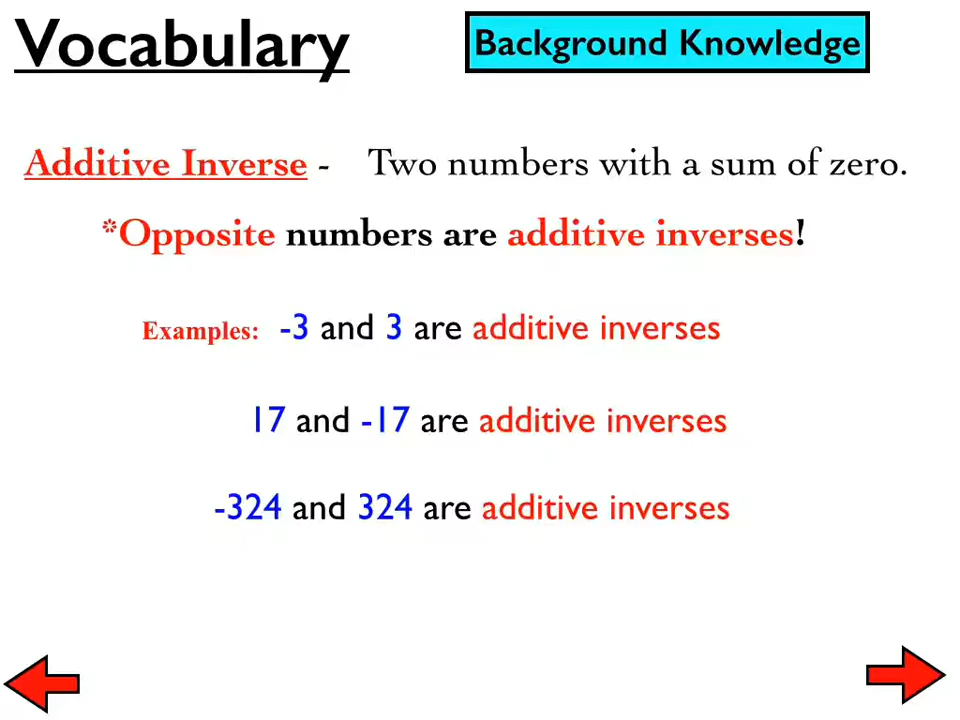 Vocabulary
Background Knowledge
Additive Inverse - Two numbers with a sum of zero.
*Opposite numbers are additive inverses!
Examples: -3 and 3 are additive inverses
17 and -17 are additive inverses
-324 and 324 are additive inverses